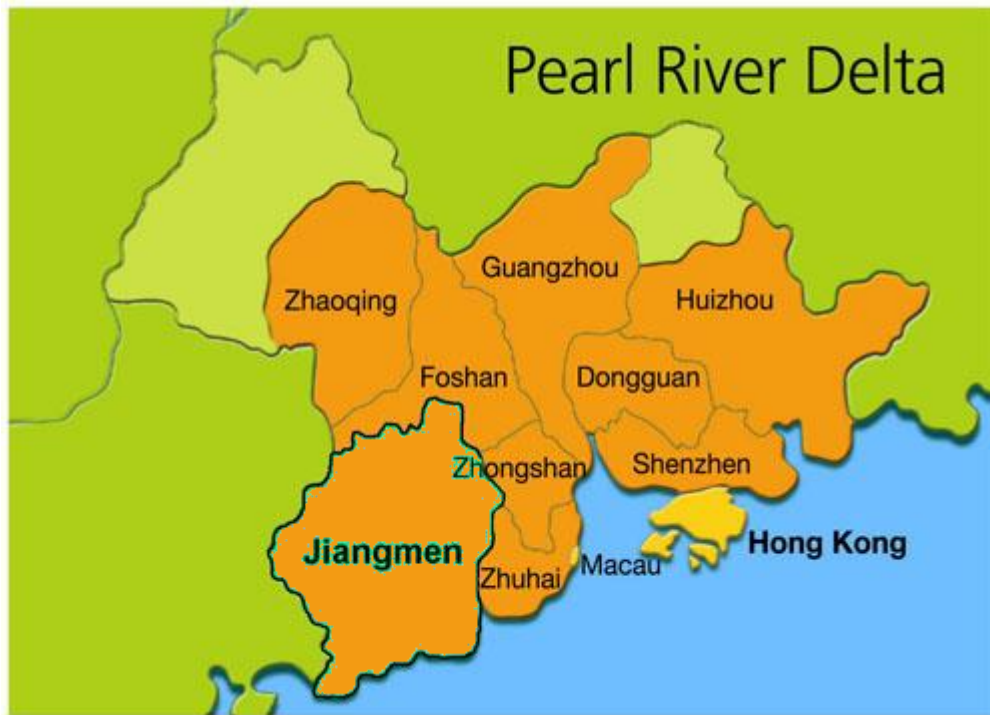 Pearl River Delta
Guangzhou
Zhaoqing
Huizhou
Foshan
Dongguan
Zhongshan
Shenzhen
Jiangmen
Hong Kong
Zhuhai
Macau